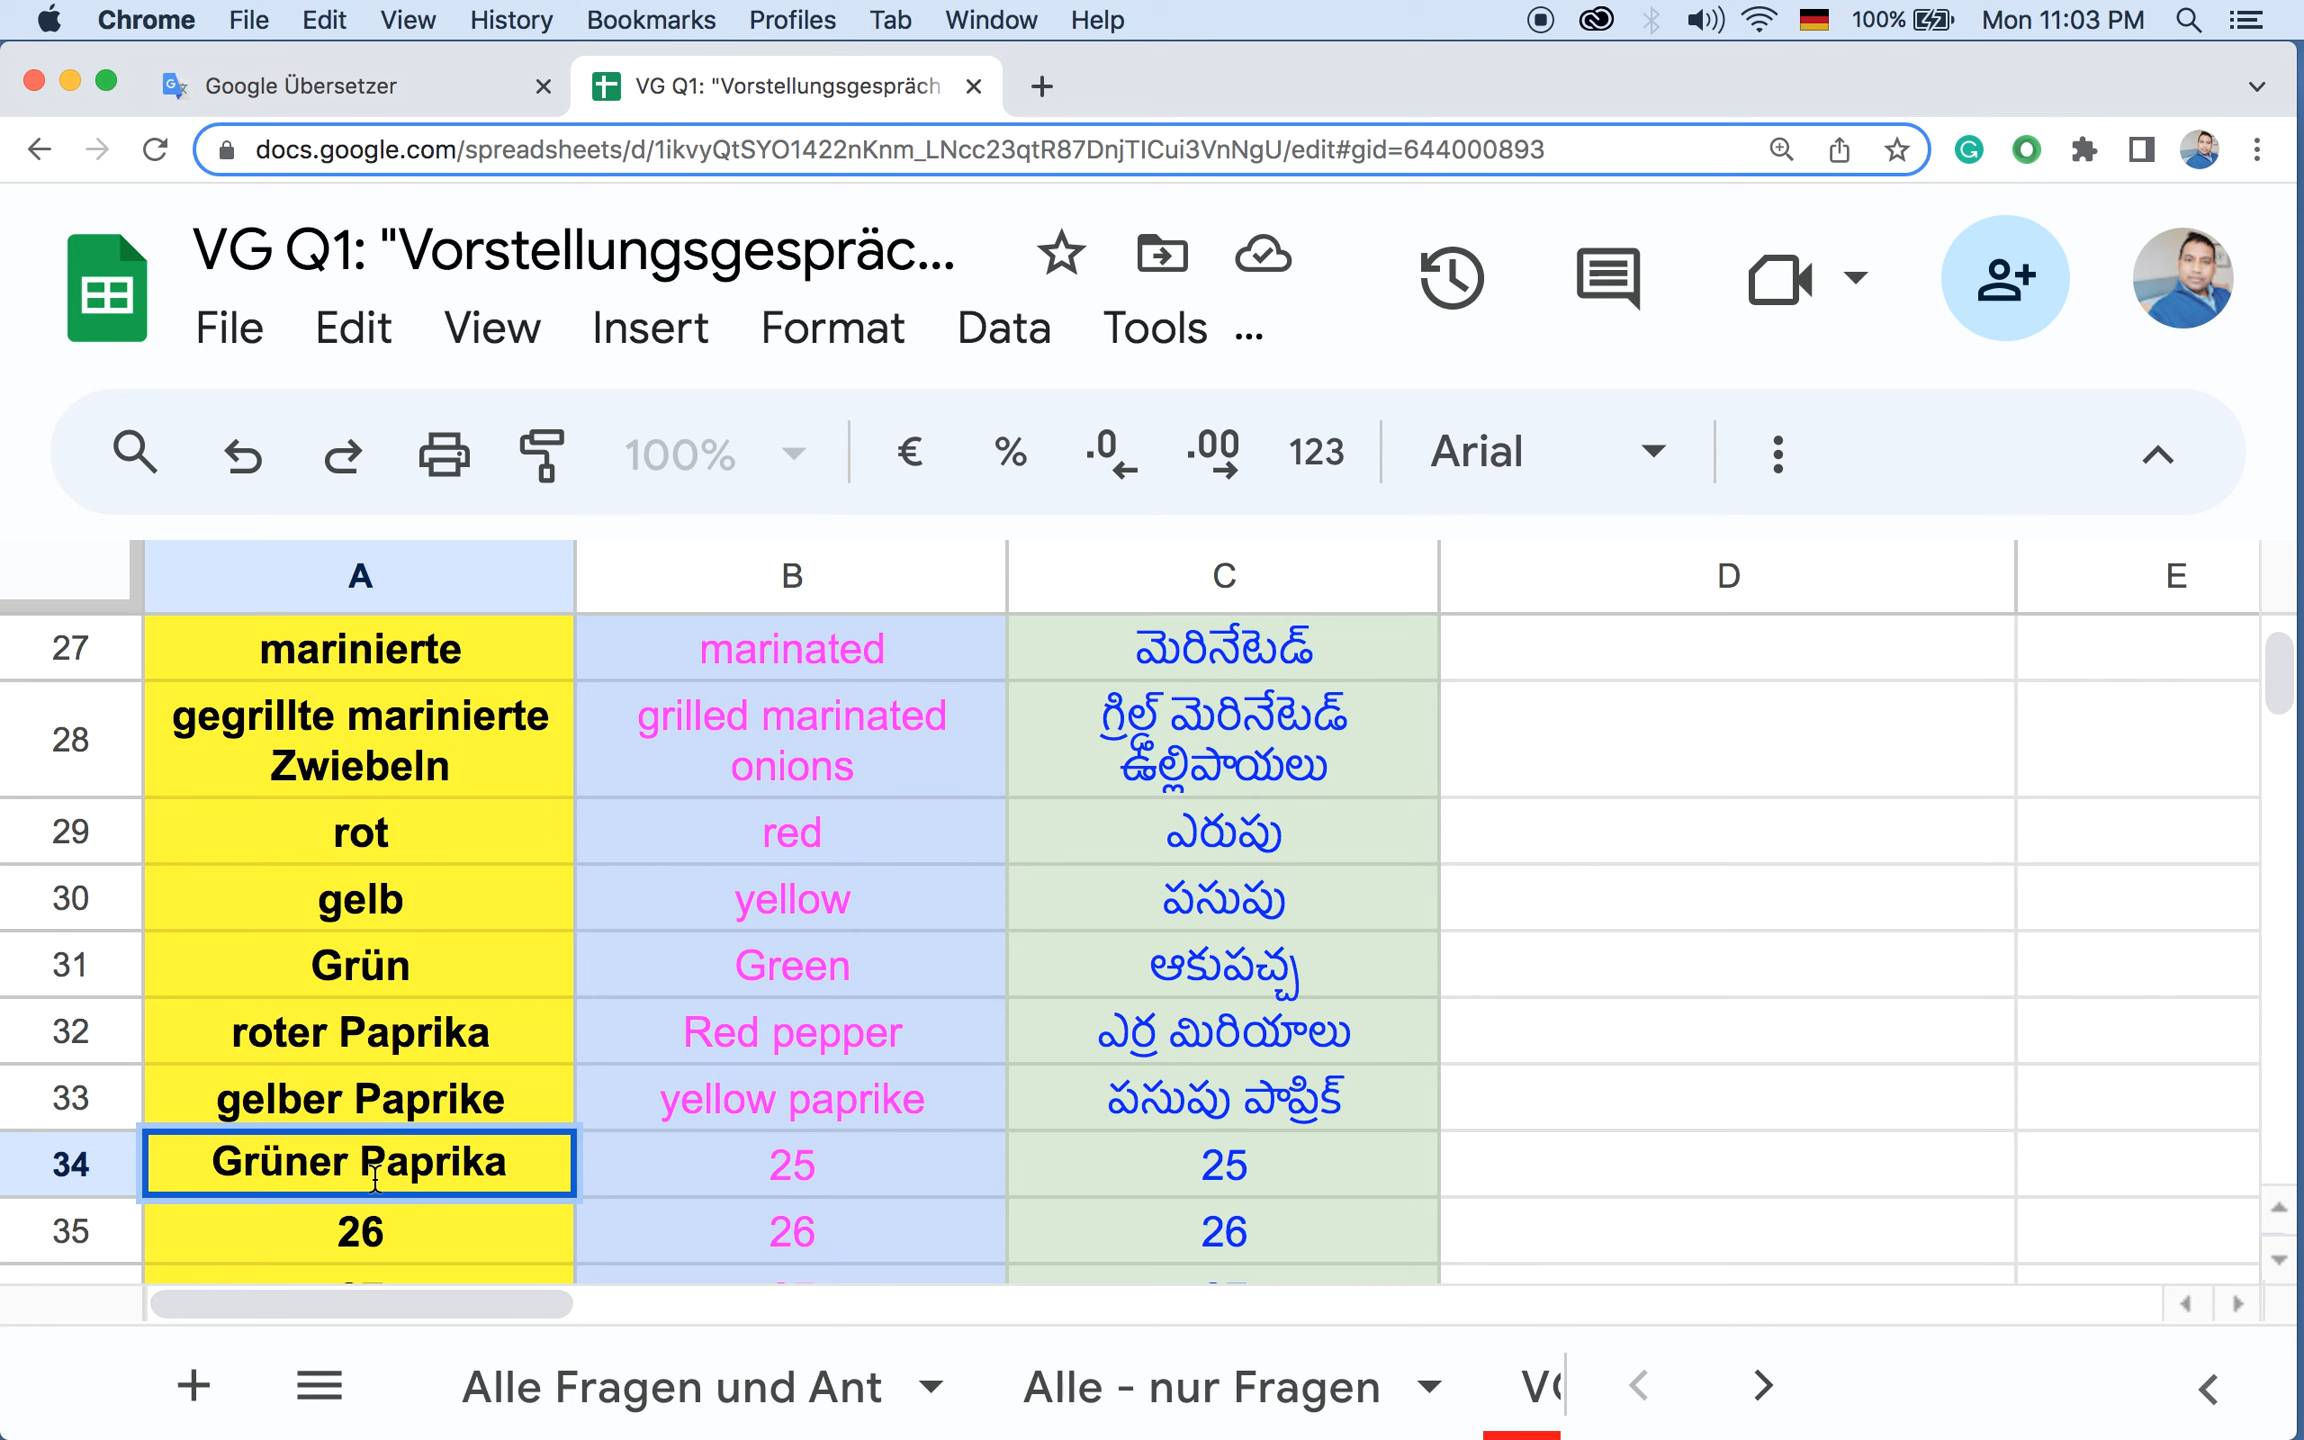 Chrome File Edit View History Bookmarks Profiles Tab Window Help 100% Mon 11:03 PM
Google Übersetzer VG Q1: "Vorstellungsgespräch
docs.google.com/spreadsheets/d/1ikvyQtSYO1422nKnm_LNcc23qtR87DnjTICui3VnNgU/edit#gid=644000893
VG Q1: "Vorstellungsgespräc...
File Edit View Insert Format Data Tools ...
100% € % .0 .00 123 Arial
A B C D E
27 marinierte marinated మెరినేటెడ్
28 gegrillte marinierte Zwiebeln grilled marinated onions గ్రిల్డ్ మెరినేటెడ్ ఉల్లిపాయలు
29 rot red ఎరుపు
30 gelb yellow పసుపు
31 Grün Green ఆకుపచ్చ
32 roter Paprika Red pepper ఎర్ర మిరియాలు
33 gelber Paprike yellow paprike పసుపు పాప్రిక్
34 Grüner Paprika 25 25
35 26 26 26
Alle Fragen und Ant Alle - nur Fragen